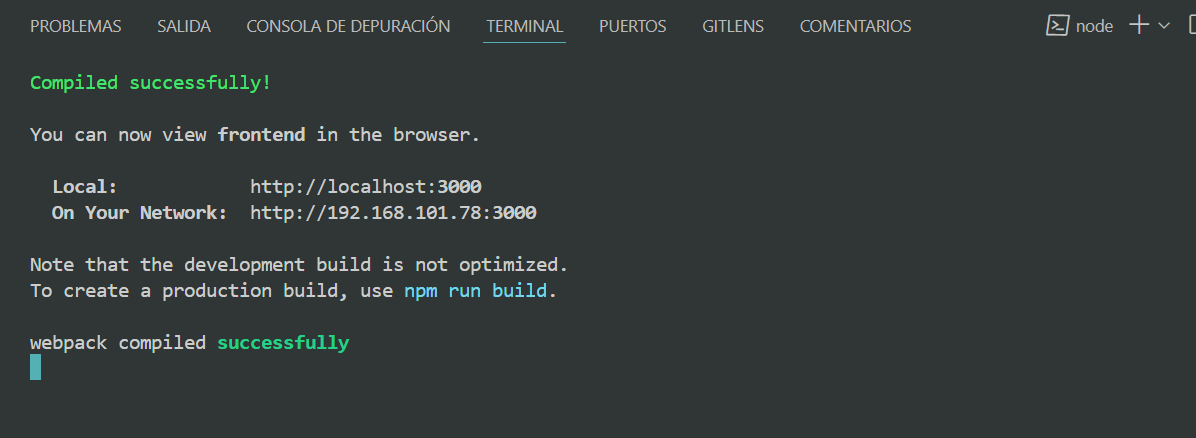 PROBLEMAS SALIDA CONSOLA DE DEPURACIÓN TERMINAL PUERTOS GITLENS COMENTARIOS node
Compiled successfully!
You can now view frontend in the browser.
Local: http://localhost:3000
On Your Network: http://192.168.101.78:3000
Note that the development build is not optimized.
To create a production build, use npm run build.
webpack compiled successfully